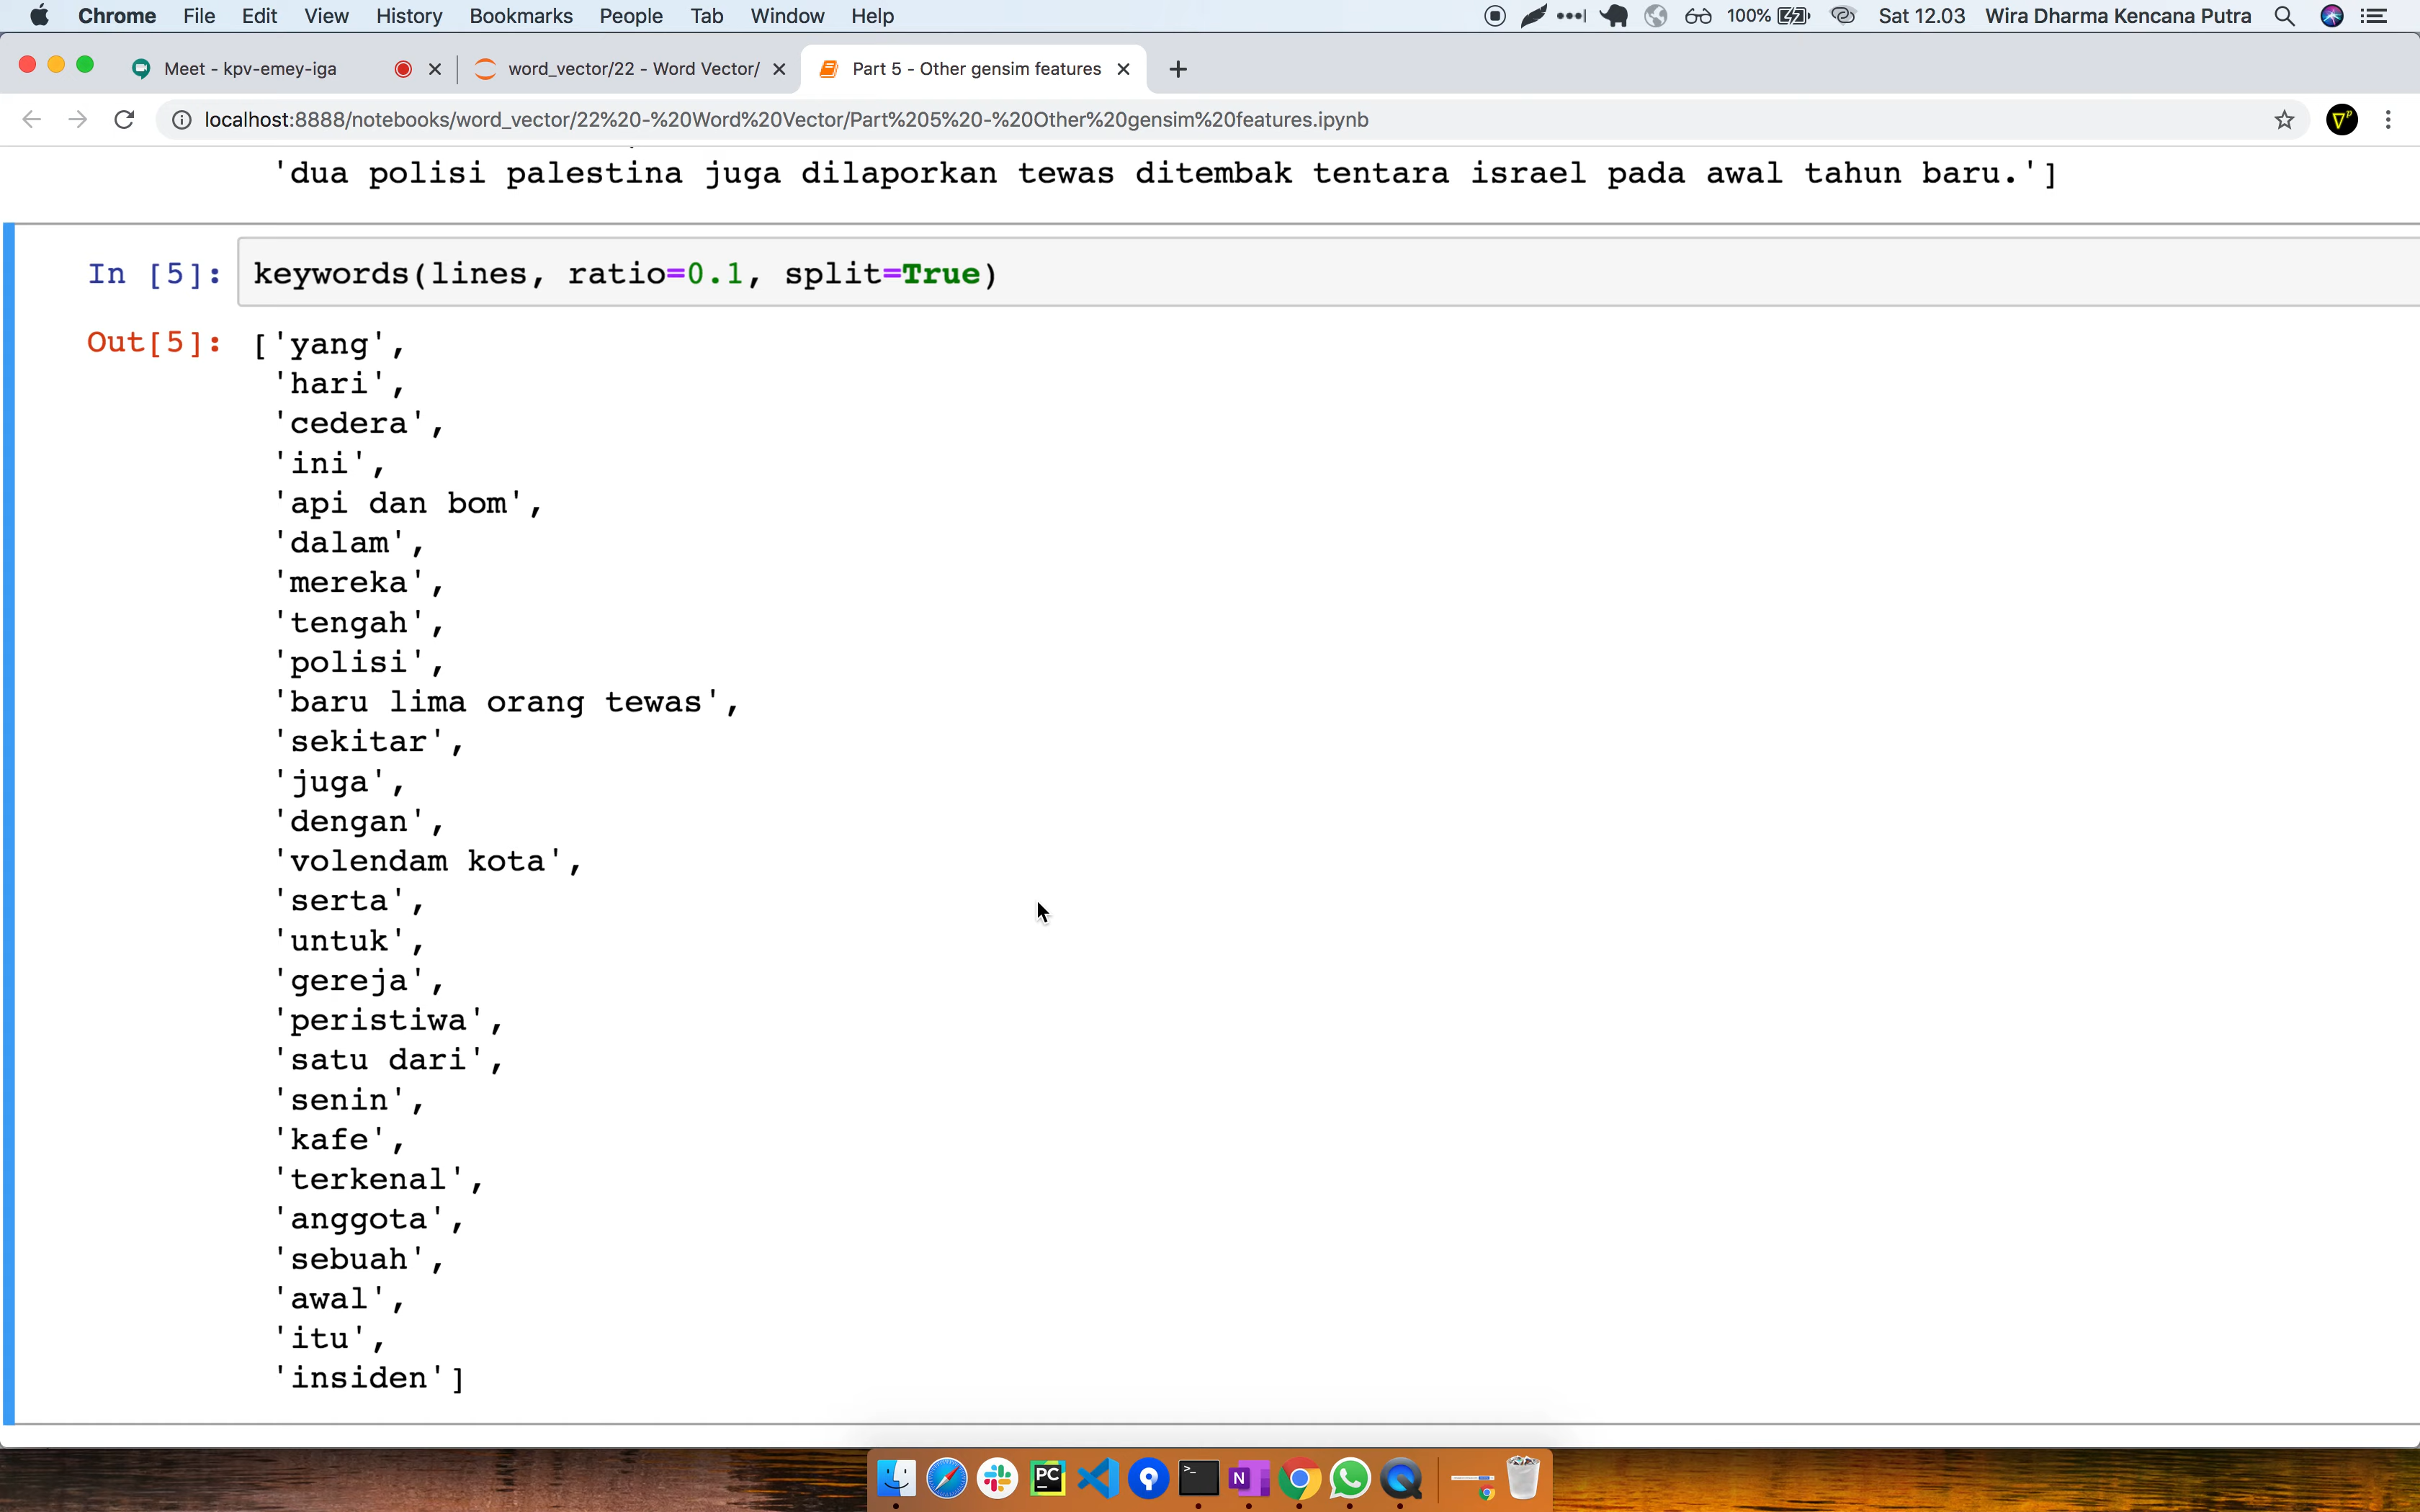 Chrome File Edit View History Bookmarks People Tab Window Help 100% Sat 12.03 Wira Dharma Kencana Putra
Meet - kpv-emey-iga word_vector/22 - Word Vector/ Part 5 - Other gensim features
localhost:8888/notebooks/word_vector/22%20-%20Word%20Vector/Part%205%20-%20Other%20gensim%20features.ipynb
'dua polisi palestina juga dilaporkan tewas ditembak tentara israel pada awal tahun baru.']
In [5]: keywords(lines, ratio=0.1, split=True)
Out[5]: ['yang',
'hari',
'cedera',
'ini',
'api dan bom',
'dalam',
'mereka',
'tengah',
'polisi',
'baru lima orang tewas',
'sekitar',
'juga',
'dengan',
'volendam kota',
'serta',
'untuk',
'gereja',
'peristiwa',
'satu dari',
'senin',
'kafe',
'terkenal',
'anggota',
'sebuah',
'awal',
'itu',
'insiden']
PC
N